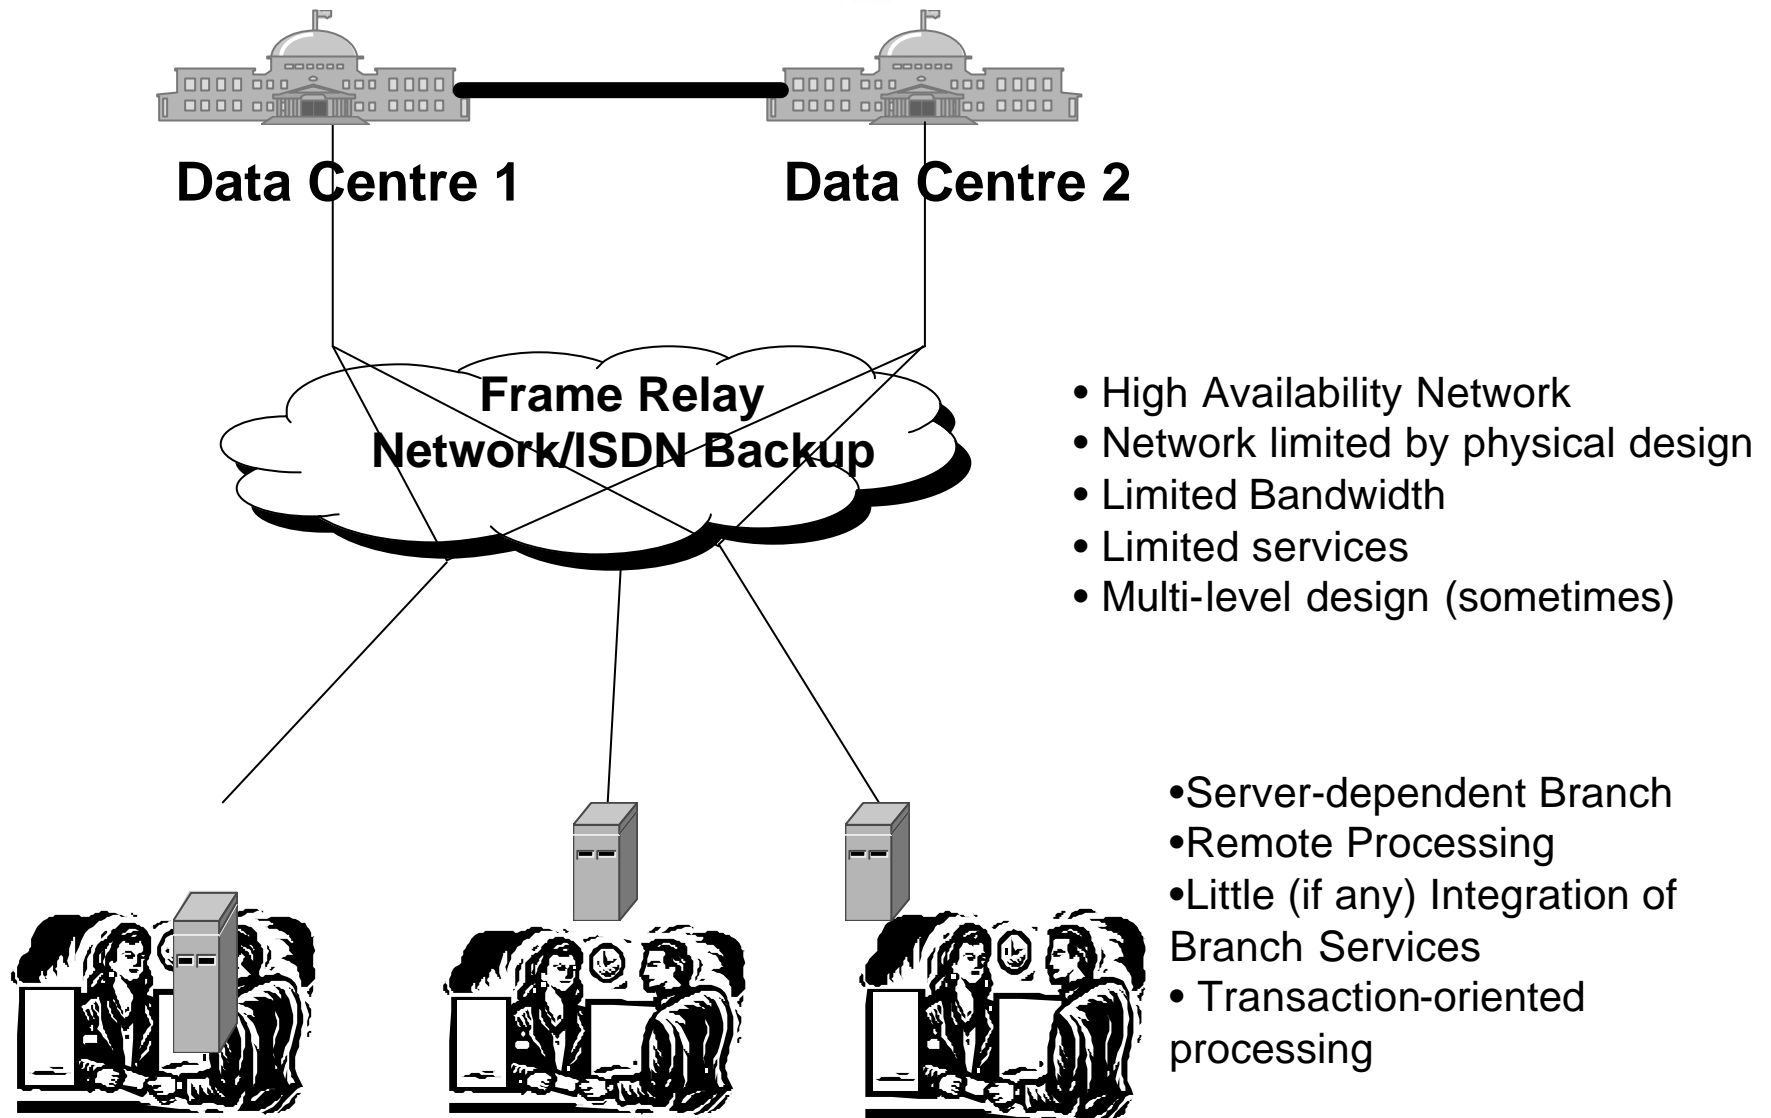 Data Centre 1
Data Centre 2
Frame Relay
Network/ISDN Backup
• High Availability Network
• Network limited by physical design
• Limited Bandwidth
• Limited services
• Multi-level design (sometimes)
•Server-dependent Branch
•Remote Processing
•Little (if any) Integration of
Branch Services
• Transaction-oriented
processing